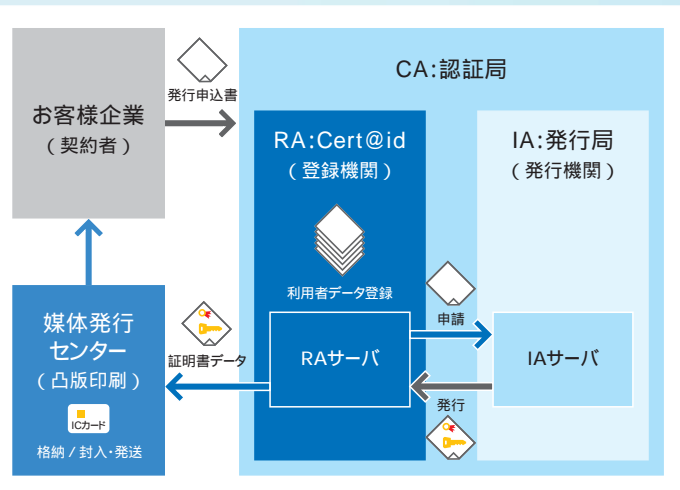 お客様企業
(契約者)
発行申込書
CA:認証局
RA:Cert@id
(登録機関)
利用者データ登録
RAサーバ
IA:発行局
(発行機関)
申請
IAサーバ
発行
証明書データ
媒体発行
センター
(凸版印刷)
ICカード
格納/封入・発送